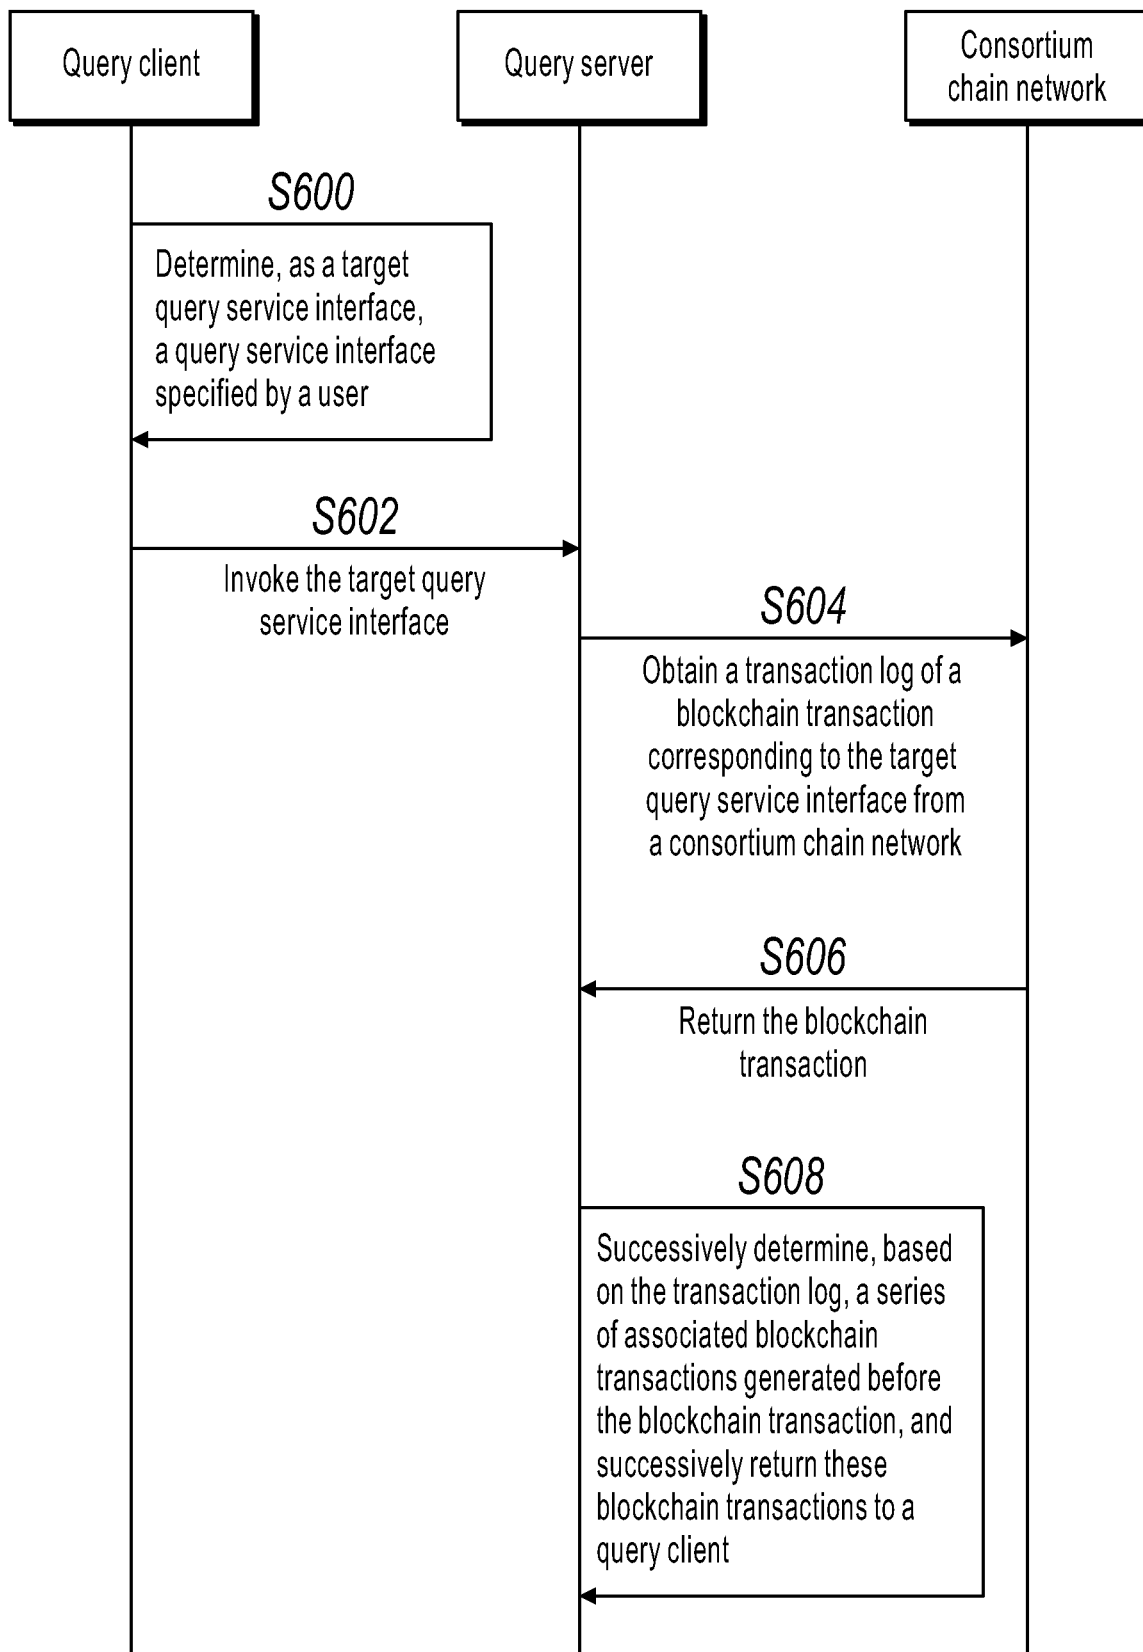 Query client
Query server
Consortium
chain network
S600
Determine, as a target
query service interface,
a query service interface
specified by a user
S602
Invoke the target query
service interface
S604
Obtain a transaction log of a
blockchain transaction
corresponding to the target
query service interface from
a consortium chain network
S606
Return the blockchain
transaction
S608
Successively determine, based
on the transaction log, a series
of associated blockchain
transactions generated before
the blockchain transaction, and
successively return these
blockchain transactions to a
query client